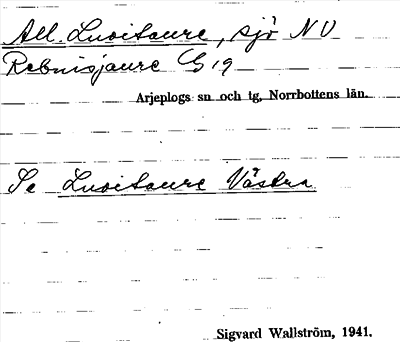 All. Luoitaure, sjö NV
Rebnisjaure G 19
Arjeplogs sn och tg, Norrbottens län.
Se Luoitaure Västra
Sigvard Wallström, 1941.